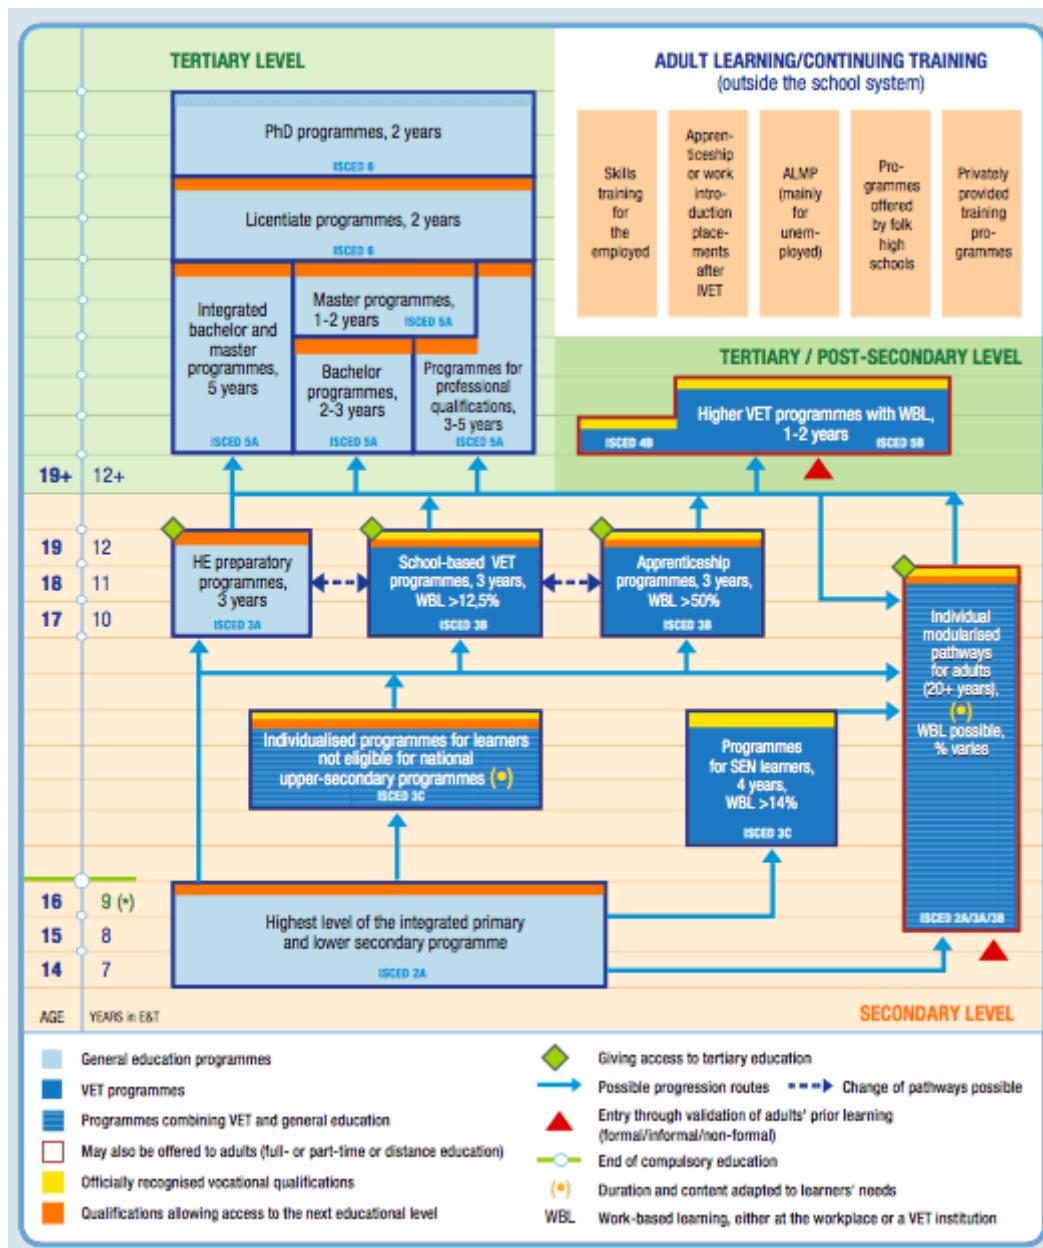 TERTIARY LEVEL
PhD programmes, 2 years
ISCED 6
Licentiate programmes, 2 years
ISCED 6
Integrated
bachelor and
master
programmes,
5 years
ISCED 5A
Master programmes,
1-2 years ISCED 5A
Bachelor
programmes,
2-3 years
ISCED 5A
Programmes for
professional
qualifications,
3-5 years
ISCED 5A
ADULT LEARNING/CONTINUING TRAINING
(outside the school system)
Skills
training
for
the
employed
Appren-
ticeship
or work
intro-
duction
place-
ments
after
IVET
ALMP
(mainly
for
unem-
ployed)
Pro-
grammes
offered
by folk
high
schools
Privately
provided
training
pro-
grammes
TERTIARY / POST-SECONDARY LEVEL
Higher VET programmes with WBL,
1-2 years
ISCED 4B
ISCED 5B
19+ 12+
19 12
18 11
17 10
HE preparatory
programmes,
3 years
ISCED 3A
School-based VET
programmes, 3 years,
WBL >12,5%
ISCED 3B
Apprenticeship
programmes, 3 years,
WBL >50%
ISCED 3B
Individual
modularised
pathways
for adults
(20+ years),
(•)
WBL possible,
% varies
ISCED 2A/3A/3B
Individualised programmes for learners
not eligible for national
upper-secondary programmes (•)
ISCED 3C
Programmes
for SEN learners,
4 years,
WBL >14%
ISCED 3C
16 9 (•)
15 8
14 7
Highest level of the integrated primary
and lower secondary programme
ISCED 2A
AGE YEARS in E&T
SECONDARY LEVEL
General education programmes
VET programmes
Programmes combining VET and general education
May also be offered to adults (full- or part-time or distance education)
Officially recognised vocational qualifications
Qualifications allowing access to the next educational level
Giving access to tertiary education
Possible progression routes
Change of pathways possible
Entry through validation of adults' prior learning
(formal/informal/non-formal)
End of compulsory education
(•) Duration and content adapted to learners' needs
WBL Work-based learning, either at the workplace or a VET institution